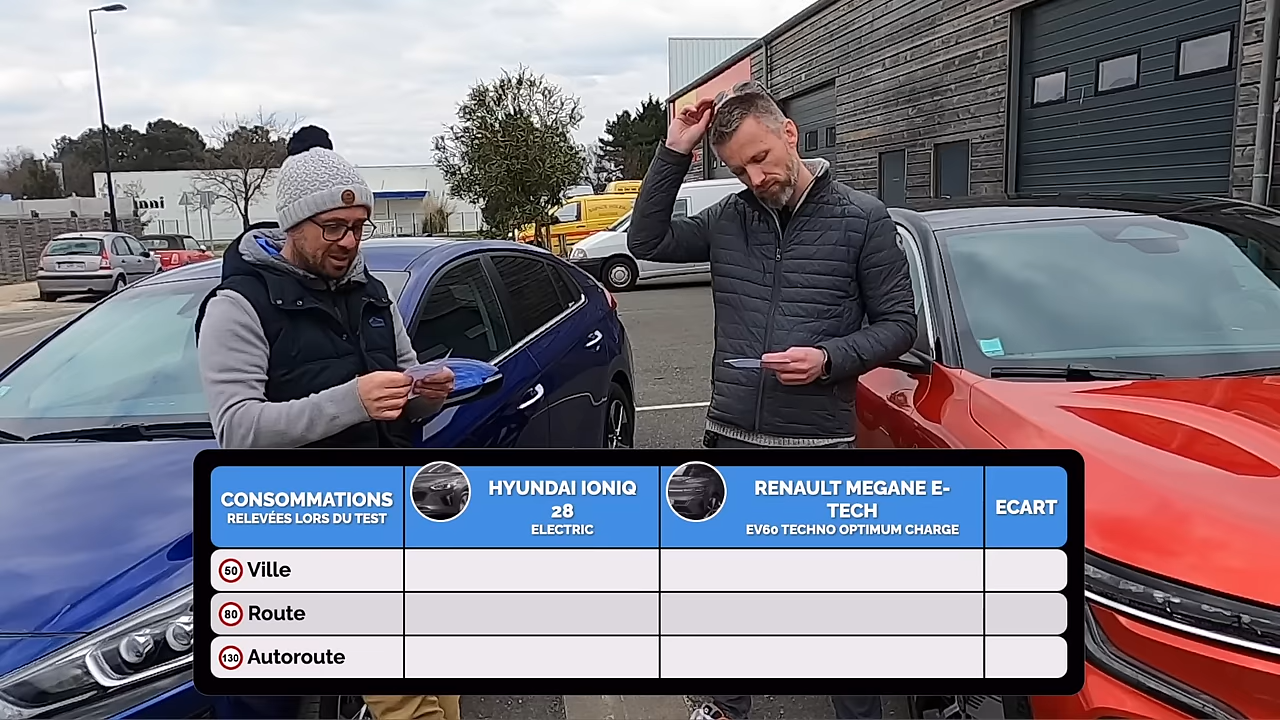 CONSOMMATIONS
RELEVÉES LORS DU TEST
HYUNDAI IONIQ
28
ELECTRIC
RENAULT MEGANE E-
TECH
EV60 TECHNO OPTIMUM CHARGE
ECART
50 Ville
80 Route
130 Autoroute